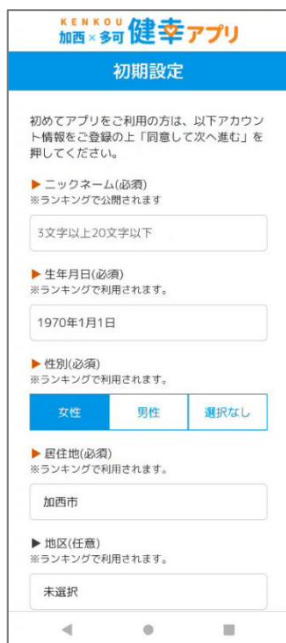 KENKOU
加西×多可 健幸アプリ
初期設定
初めてアプリをご利用の方は、以下アカウン
ト情報をご登録の上「同意して次へ進む」を
押してください。
▶ ニックネーム(必須)
※ランキングで公開されます
3文字以上20文字以下
▶ 生年月日(必須)
※ランキングで利用されます。
1970年1月1日
▶ 性別(必須)
※ランキングで利用されます。
女性 男性 選択なし
▶ 居住地(必須)
※ランキングで利用されます。
加西市
▶ 地区(任意)
※ランキングで利用されます。
未選択